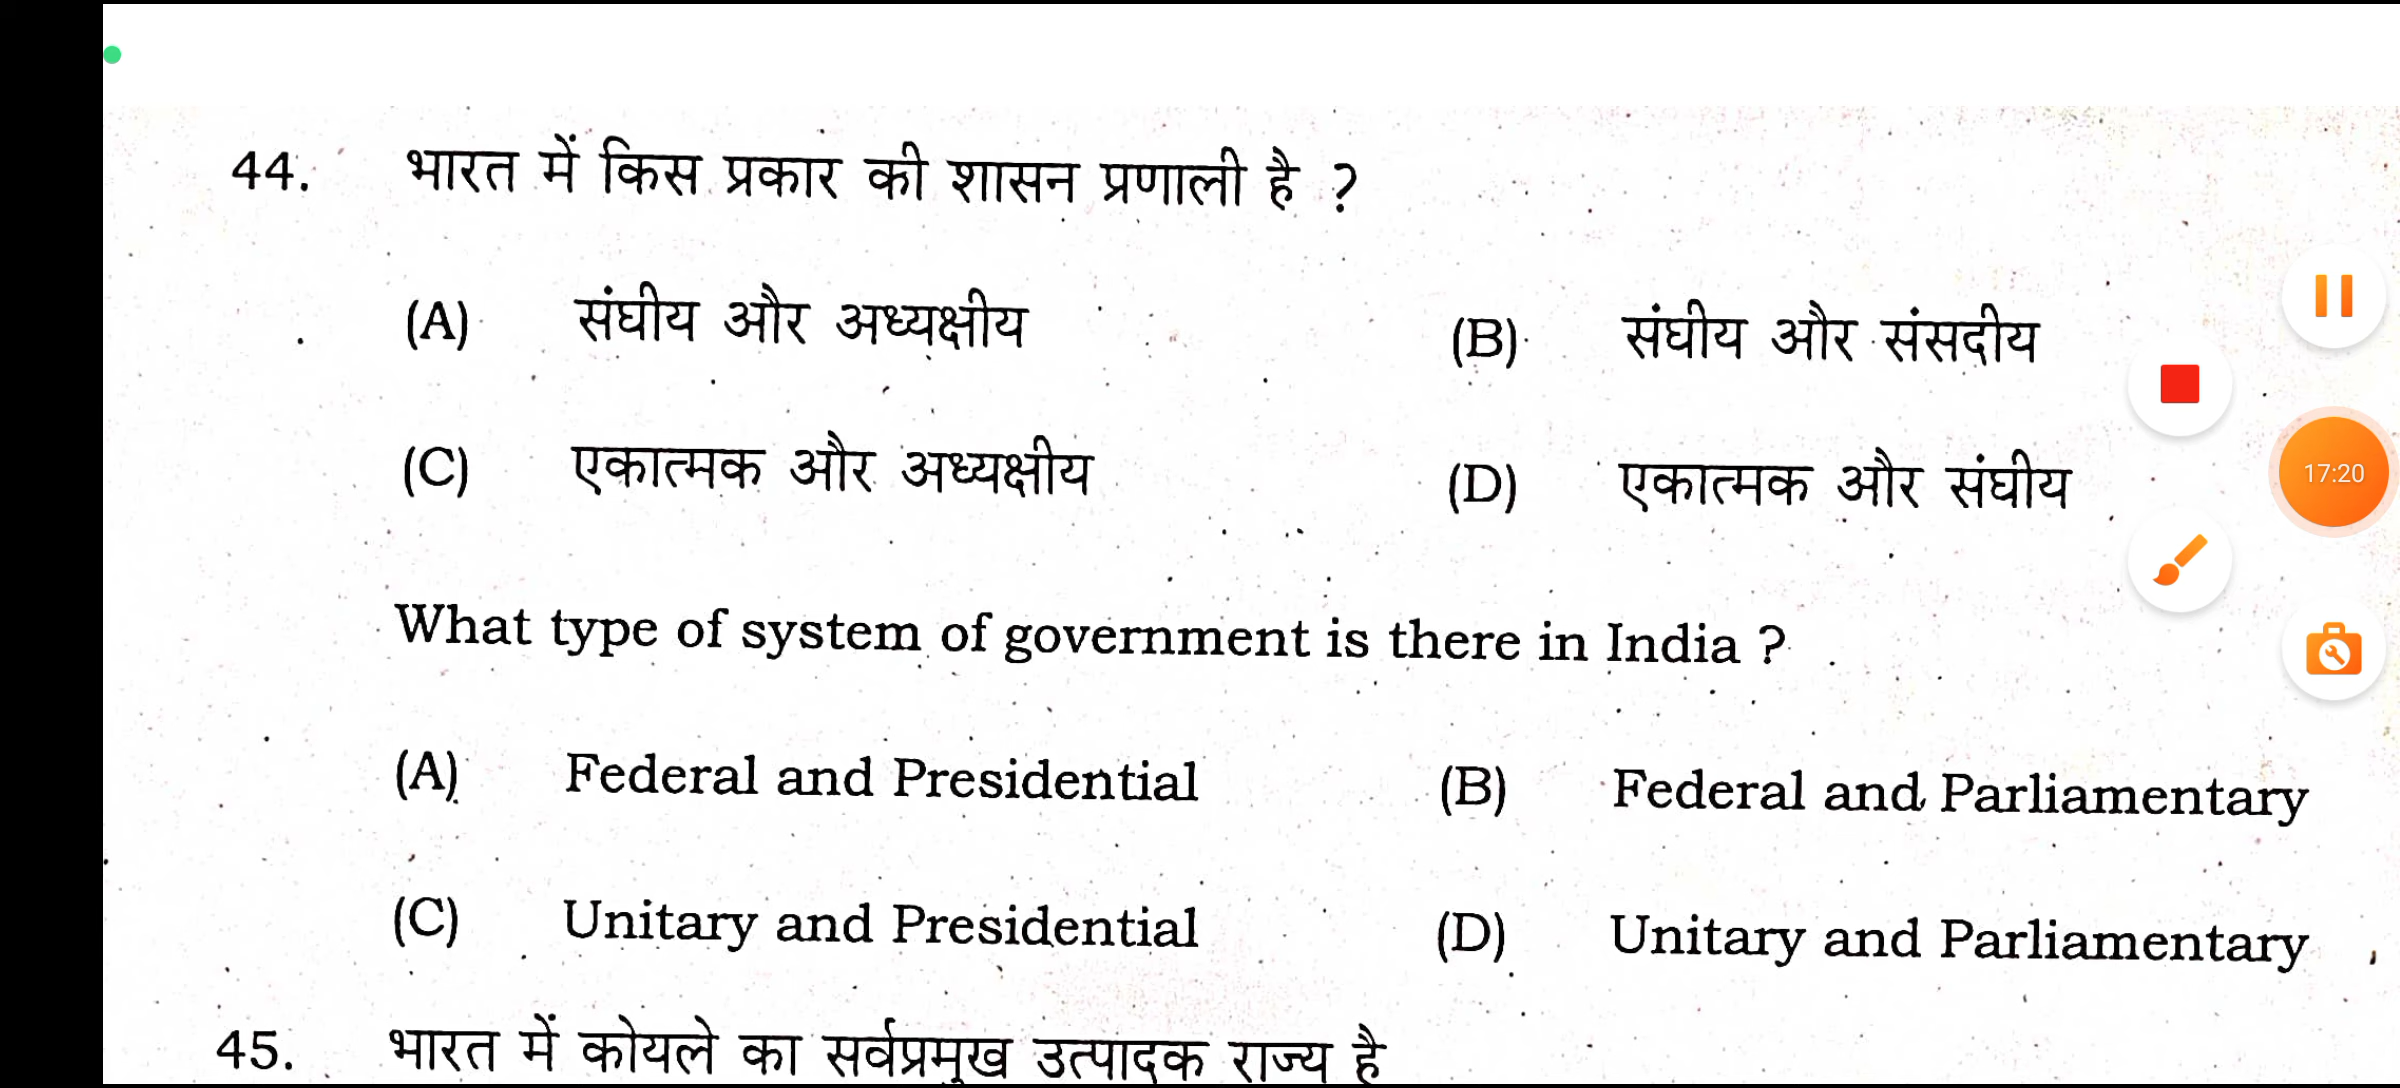 44. भारत में किस प्रकार की शासन प्रणाली है ?
(A) संघीय और अध्यक्षीय (B) संघीय और संसदीय
(C) एकात्मक और अध्यक्षीय (D) एकात्मक और संघीय
17:20
What type of system of government is there in India ?
(A) Federal and Presidential (B) Federal and Parliamentary
(C) Unitary and Presidential (D) Unitary and Parliamentary
45. भारत में कोयले का सर्वप्रमुख उत्पादक राज्य है